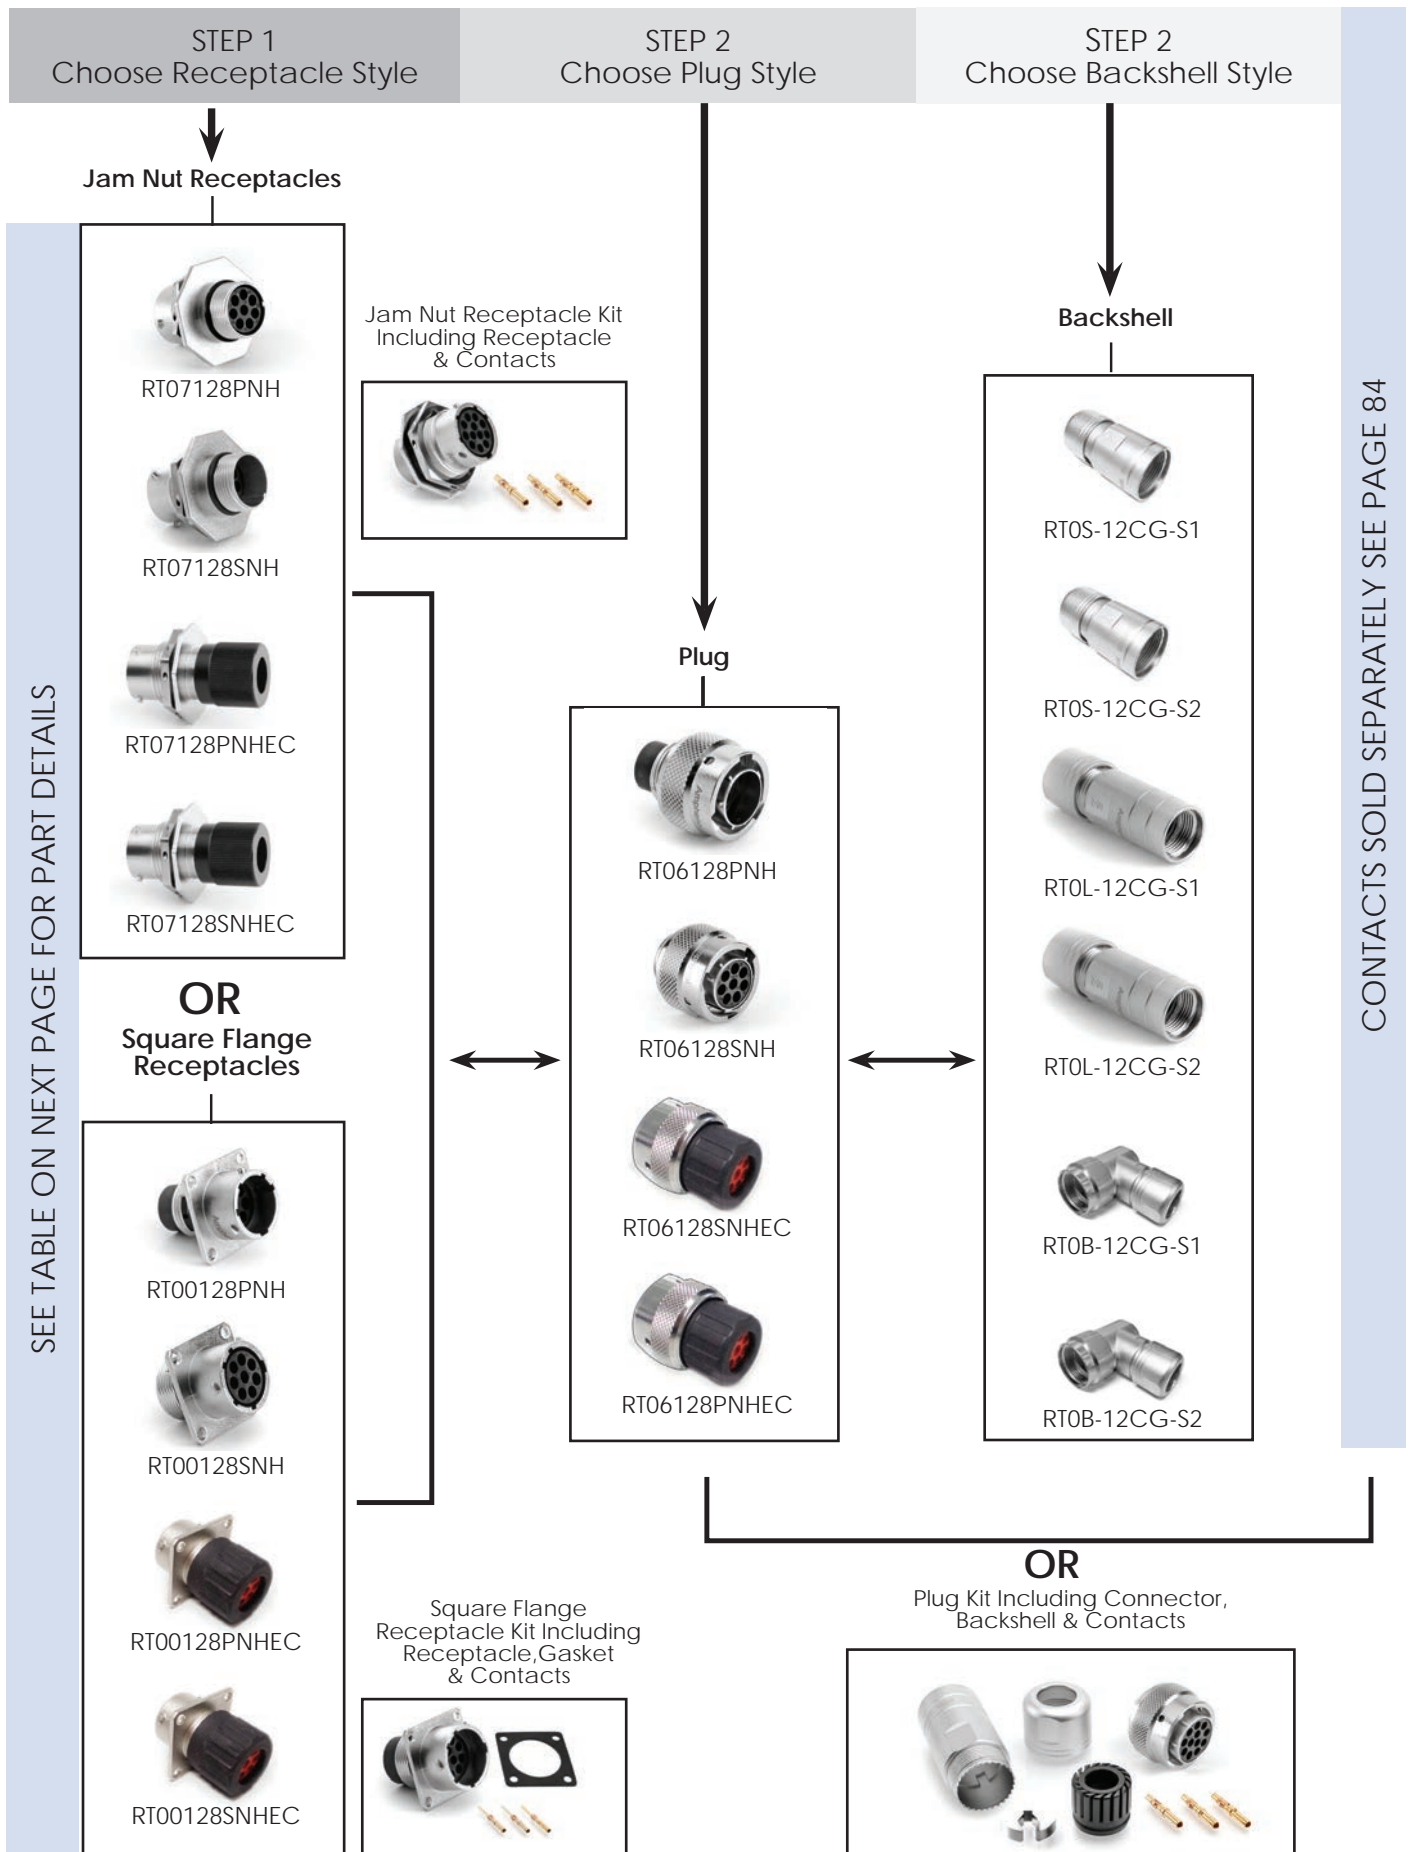 STEP 1
Choose Receptacle Style
STEP 2
Choose Plug Style
STEP 2
Choose Backshell Style
Jam Nut Receptacles
RT07128PNH
RT07128SNH
RT07128PNHEC
RT07128SNHEC
Jam Nut Receptacle Kit
Including Receptacle
& Contacts
OR
Square Flange
Receptacles
RT00128PNH
RT00128SNH
RT00128PNHEC
RT00128SNHEC
Square Flange
Receptacle Kit Including
Receptacle,Gasket
& Contacts
Plug
RT06128PNH
RT06128SNH
RT06128SNHEC
RT06128PNHEC
Backshell
RT0S-12CG-S1
RT0S-12CG-S2
RT0L-12CG-S1
RT0L-12CG-S2
RT0B-12CG-S1
RT0B-12CG-S2
OR
Plug Kit Including Connector,
Backshell & Contacts
SEE TABLE ON NEXT PAGE FOR PART DETAILS
CONTACTS SOLD SEPARATELY SEE PAGE 84